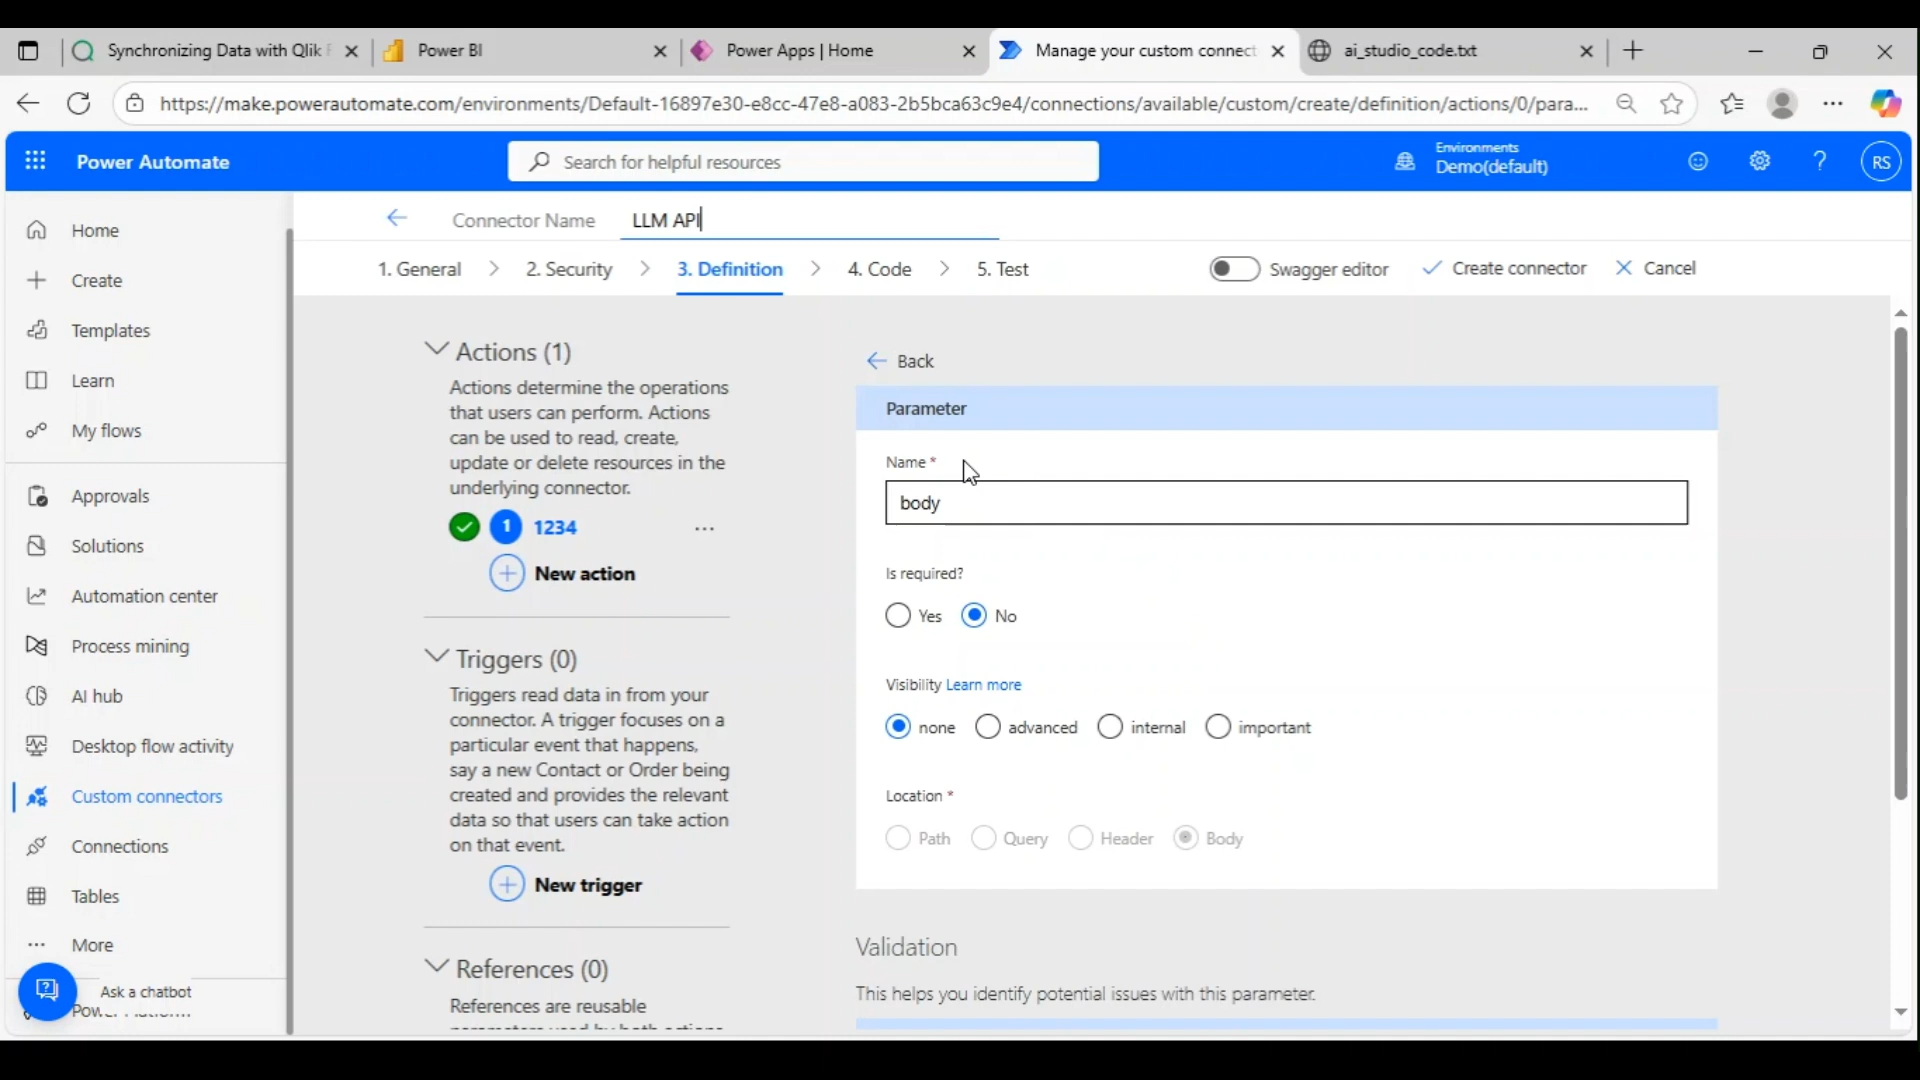 Synchronizing Data with Qlik
Power BI
Power Apps | Home
Manage your custom connect
ai_studio_code.txt
https://make.powerautomate.com/environments/Default-16897e30-e8cc-47e8-a083-2b5bca63c9e4/connections/available/custom/create/definition/actions/0/para...
Power Automate
Search for helpful resources
Environments
Demo(default)
RS
Home
Create
Templates
Learn
My flows
Approvals
Solutions
Automation center
Process mining
AI hub
Desktop flow activity
Custom connectors
Connections
Tables
More
Ask a chatbot
Connector Name LLM API
1. General 2. Security 3. Definition 4. Code 5. Test
Swagger editor Create connector Cancel
Actions (1)
Actions determine the operations
that users can perform. Actions
can be used to read, create,
update or delete resources in the
underlying connector.
1 1234
New action
Triggers (0)
Triggers read data in from your
connector. A trigger focuses on a
particular event that happens,
say a new Contact or Order being
created and provides the relevant
data so that users can take action
on that event.
New trigger
References (0)
References are reusable
Back
Parameter
Name *
body
Is required?
Yes No
Visibility Learn more
none advanced internal important
Location *
Path Query Header Body
Validation
This helps you identify potential issues with this parameter.